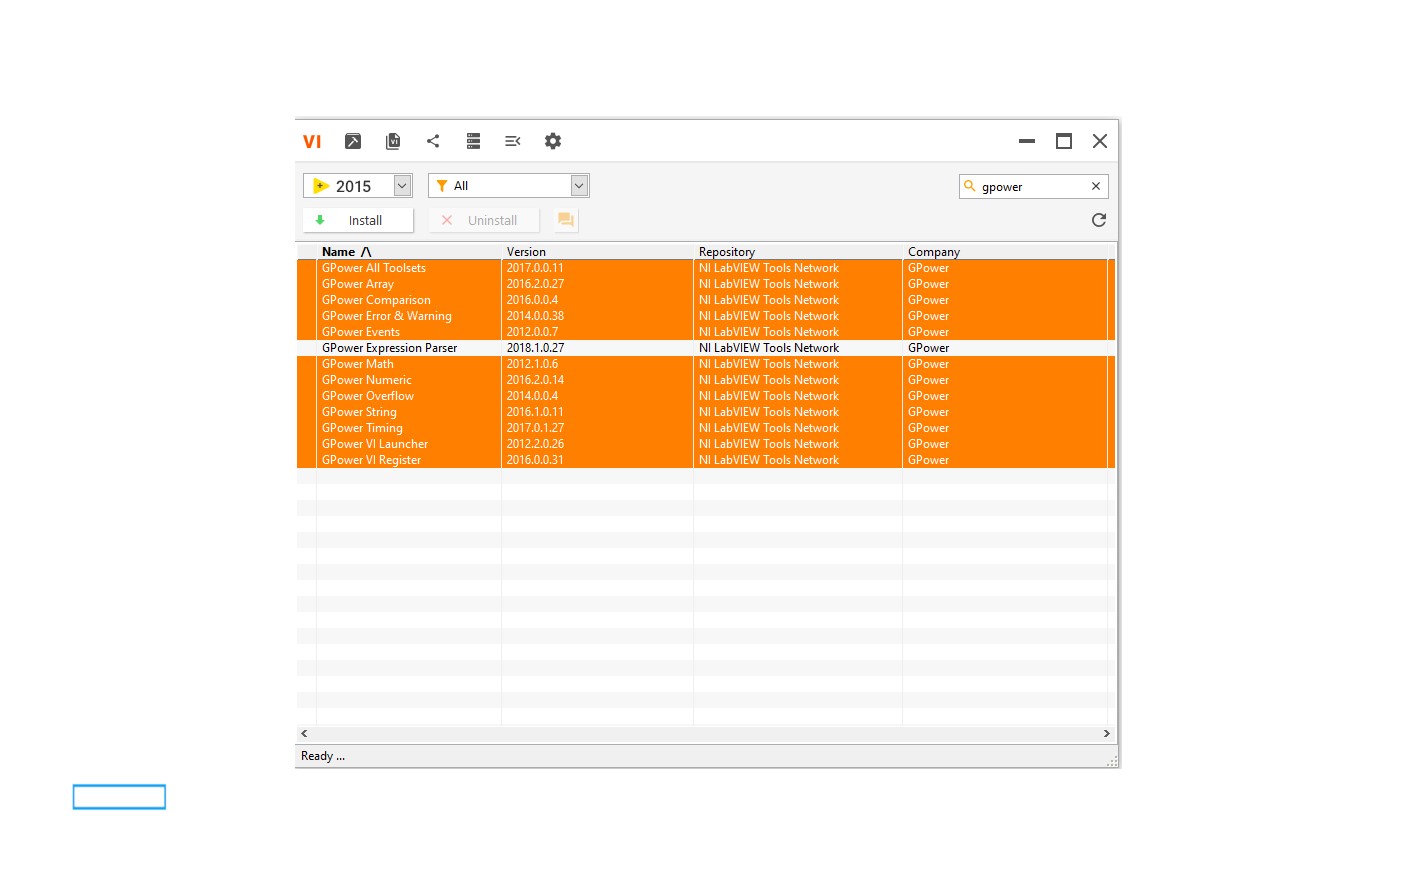 VI
2015 All gpower
Install Uninstall
Name /\ Version Repository Company
GPower All Toolsets 2017.0.0.11 NI LabVIEW Tools Network GPower
GPower Array 2016.2.0.27 NI LabVIEW Tools Network GPower
GPower Comparison 2016.0.0.4 NI LabVIEW Tools Network GPower
GPower Error & Warning 2014.0.0.38 NI LabVIEW Tools Network GPower
GPower Events 2012.0.0.7 NI LabVIEW Tools Network GPower
GPower Expression Parser 2018.1.0.27 NI LabVIEW Tools Network GPower
GPower Math 2012.1.0.6 NI LabVIEW Tools Network GPower
GPower Numeric 2016.2.0.14 NI LabVIEW Tools Network GPower
GPower Overflow 2014.0.0.4 NI LabVIEW Tools Network GPower
GPower String 2016.1.0.11 NI LabVIEW Tools Network GPower
GPower Timing 2017.0.1.27 NI LabVIEW Tools Network GPower
GPower VI Launcher 2012.2.0.26 NI LabVIEW Tools Network GPower
GPower VI Register 2016.0.0.31 NI LabVIEW Tools Network GPower
Ready ...